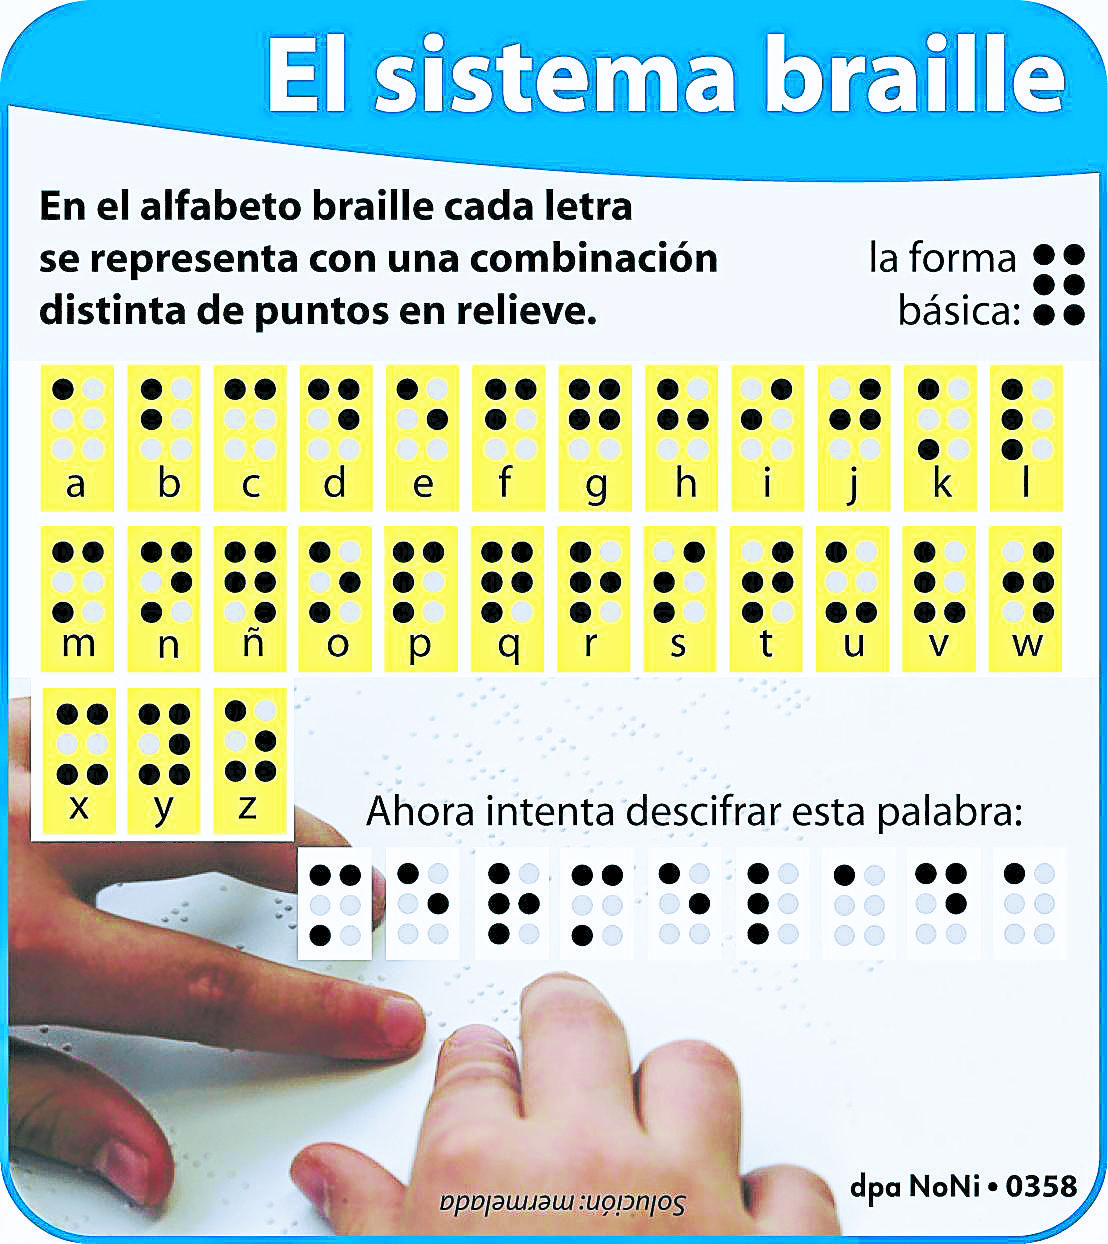 El sistema braille
En el alfabeto braille cada letra
se representa con una combinación
distinta de puntos en relieve.
la forma
básica:
a b c d e f g h i j k l
m n ñ o p q r s t u v w
x y z
Ahora intenta descifrar esta palabra:
Solución: mermelada
dpa NoNi • 0358